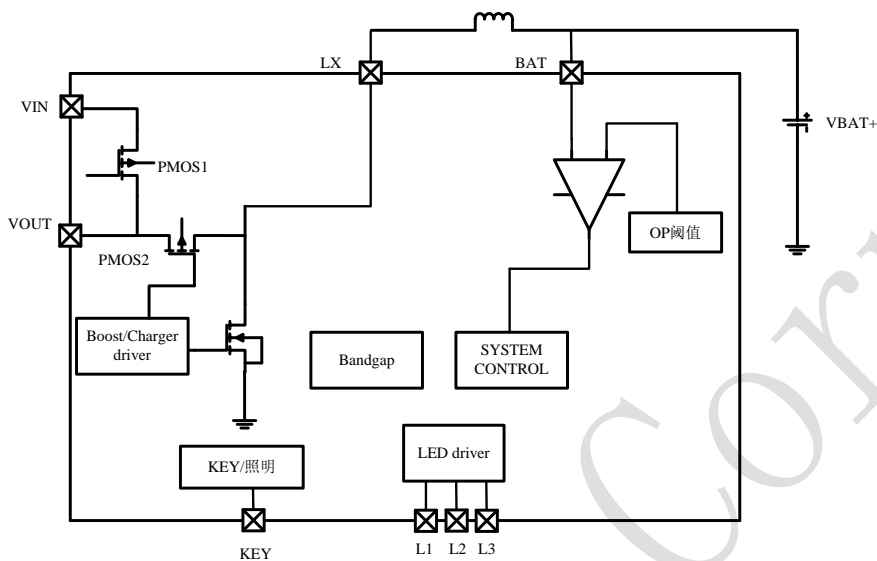 LX
BAT
VIN
VBAT+
PMOS1
VOUT
OP阈值
PMOS2
Boost/Charger
driver
Bandgap
SYSTEM
CONTROL
KEY/照明
LED driver
KEY
L1
L2
L3